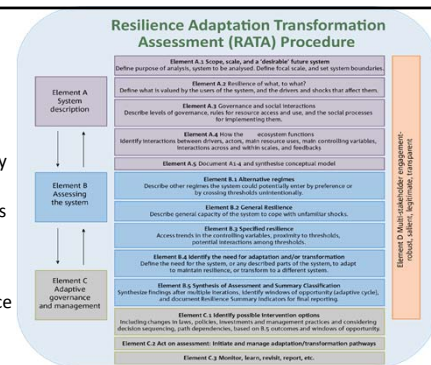 Resilience Adaptation Transformation
Assessment (RATA) Procedure
y
s
ce
Element A
System
description
Element B
Assessing
the system
Element C
Adaptive
governance
and management
Element A.1 Scope, scale, and a 'desirable' future system
Define purpose of analysis, system to be analysed. Define focal scale, and set system boundaries.
Element A.2 Resilience of what, to what?
Define what is valued by the users of the system, and the drivers and shocks that affect them.
Element A.3 Governance and social interactions
Describe levels of governance, rules for resource access and use, and the social processes
for implementing them.
Element A.4 How the ecosystem functions
Identify interactions between drivers, actors, main resource uses, main controlling variables,
interactions across and within scales, and feedbacks
Element A.5 Document A1-4 and synthesise conceptual model
Element B.1 Alternative regimes
Describe other regimes the system could potentially enter by preference or
by crossing thresholds unintentionally.
Element B.2 General Resilience
Describe general capacity of the system to cope with unfamiliar shocks.
Element B.3 Specified resilience
Access trends in the controlling variables, proximity to thresholds,
potential interactions among thresholds.
Element B.4 Identify the need for adaptation and/or transformation
Define the need for the system, or any described parts of the system, to adapt
to maintain resilience, or transform to a different system.
Element B.5 Synthesis of Assessment and Summary Classification
Synthesize findings after multiple iterations, identify windows of opportunity (adaptive cycle),
and document Resilience Summary Indicators for final reporting.
Element C.1 Identify possible Intervention options
Including changes in laws, policies, investments and management practices and considering
decision sequencing, path dependencies, based on B.5 outcomes and windows of opportunity.
Element C.2 Act on assessment: Initiate and manage adaptation/transformation pathways
Element C.3 Monitor, learn, revisit, report, etc.
Element D Multi-stakeholder engagement-
robust, salient, legitimate, transparent